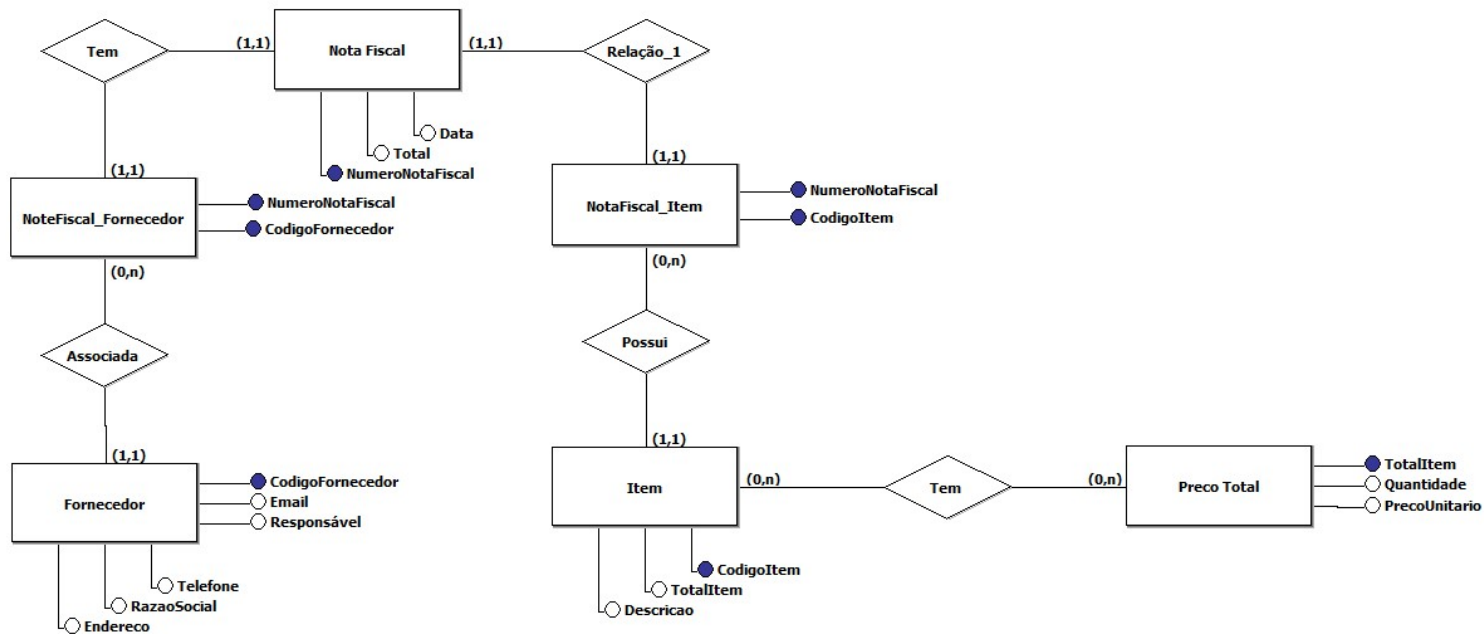 Tem
(1,1)
Nota Fiscal
(1,1)
Relação_1
Data
Total
NumeroNotaFiscal
(1,1)
NoteFiscal_Fornecedor
NumeroNotaFiscal
CodigoFornecedor
(0,n)
(1,1)
NotaFiscal_Item
NumeroNotaFiscal
CodigoItem
(0,n)
Associada
Possui
(1,1)
Fornecedor
CodigoFornecedor
Email
Responsável
Telefone
RazaoSocial
Endereco
(1,1)
Item
(0,n)
Tem
(0,n)
Preco Total
TotalItem
Quantidade
PrecoUnitario
CodigoItem
TotalItem
Descricao